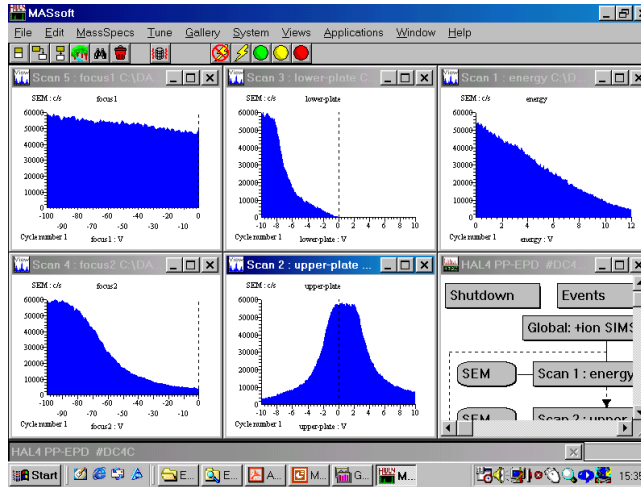 MASsoft
File Edit MassSpecs Tune Gallery System Views Applications Window Help
Scan 5 : focus1 C:\DA
SEM : c/s focus1
60000
50000
40000
30000
20000
10000
0
-100 -80 -60 -40 -20 0
-90 -70 -50 -30 -10
Cycle number 1 focus1 : V
Scan 3 : lower-plate C
SEM : c/s lower-plate
60000
50000
40000
30000
20000
10000
0
-10 -8 -6 -4 -2 0 2 4 6 8 10
Cycle number 1 lower-plate : V
Scan 1 : energy C:\D
SEM : c/s energy
60000
50000
40000
30000
20000
10000
0
0 2 4 6 8 10 12
Cycle number 1 energy : V
Scan 4 : focus2 C:\DA
SEM : c/s focus2
60000
50000
40000
30000
20000
10000
0
-100 -80 -60 -40 -20 0
-90 -70 -50 -30 -10
Cycle number 1 focus2 : V
Scan 2 : upper-plate ...
SEM : c/s upper-plate
60000
50000
40000
30000
20000
10000
0
-10 -8 -6 -4 -2 0 2 4 6 8 10
Cycle number 1 upper-plate : V
HAL4 PP-EPD #DC4
Shutdown Events
Global: +ion SIMS
SEM Scan 1 : energy
SEM Scan 2 : upper
HAL4 PP-EPD #DC4C
Start E... E... A... M... G... M... 15:35